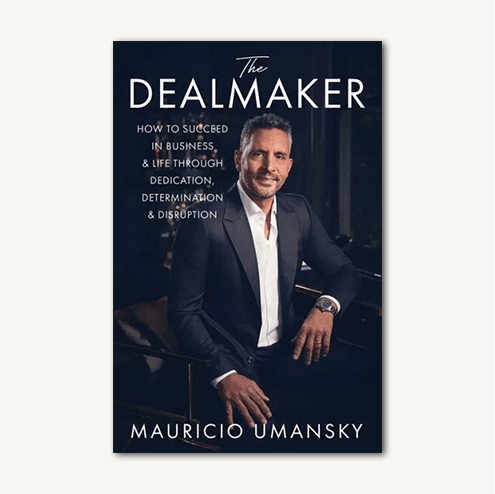 The
DEALMAKER
HOW TO SUCCEED
IN BUSINESS
& LIFE THROUGH
DEDICATION,
DETERMINATION
& DISRUPTION
MAURICIO UMANSKY